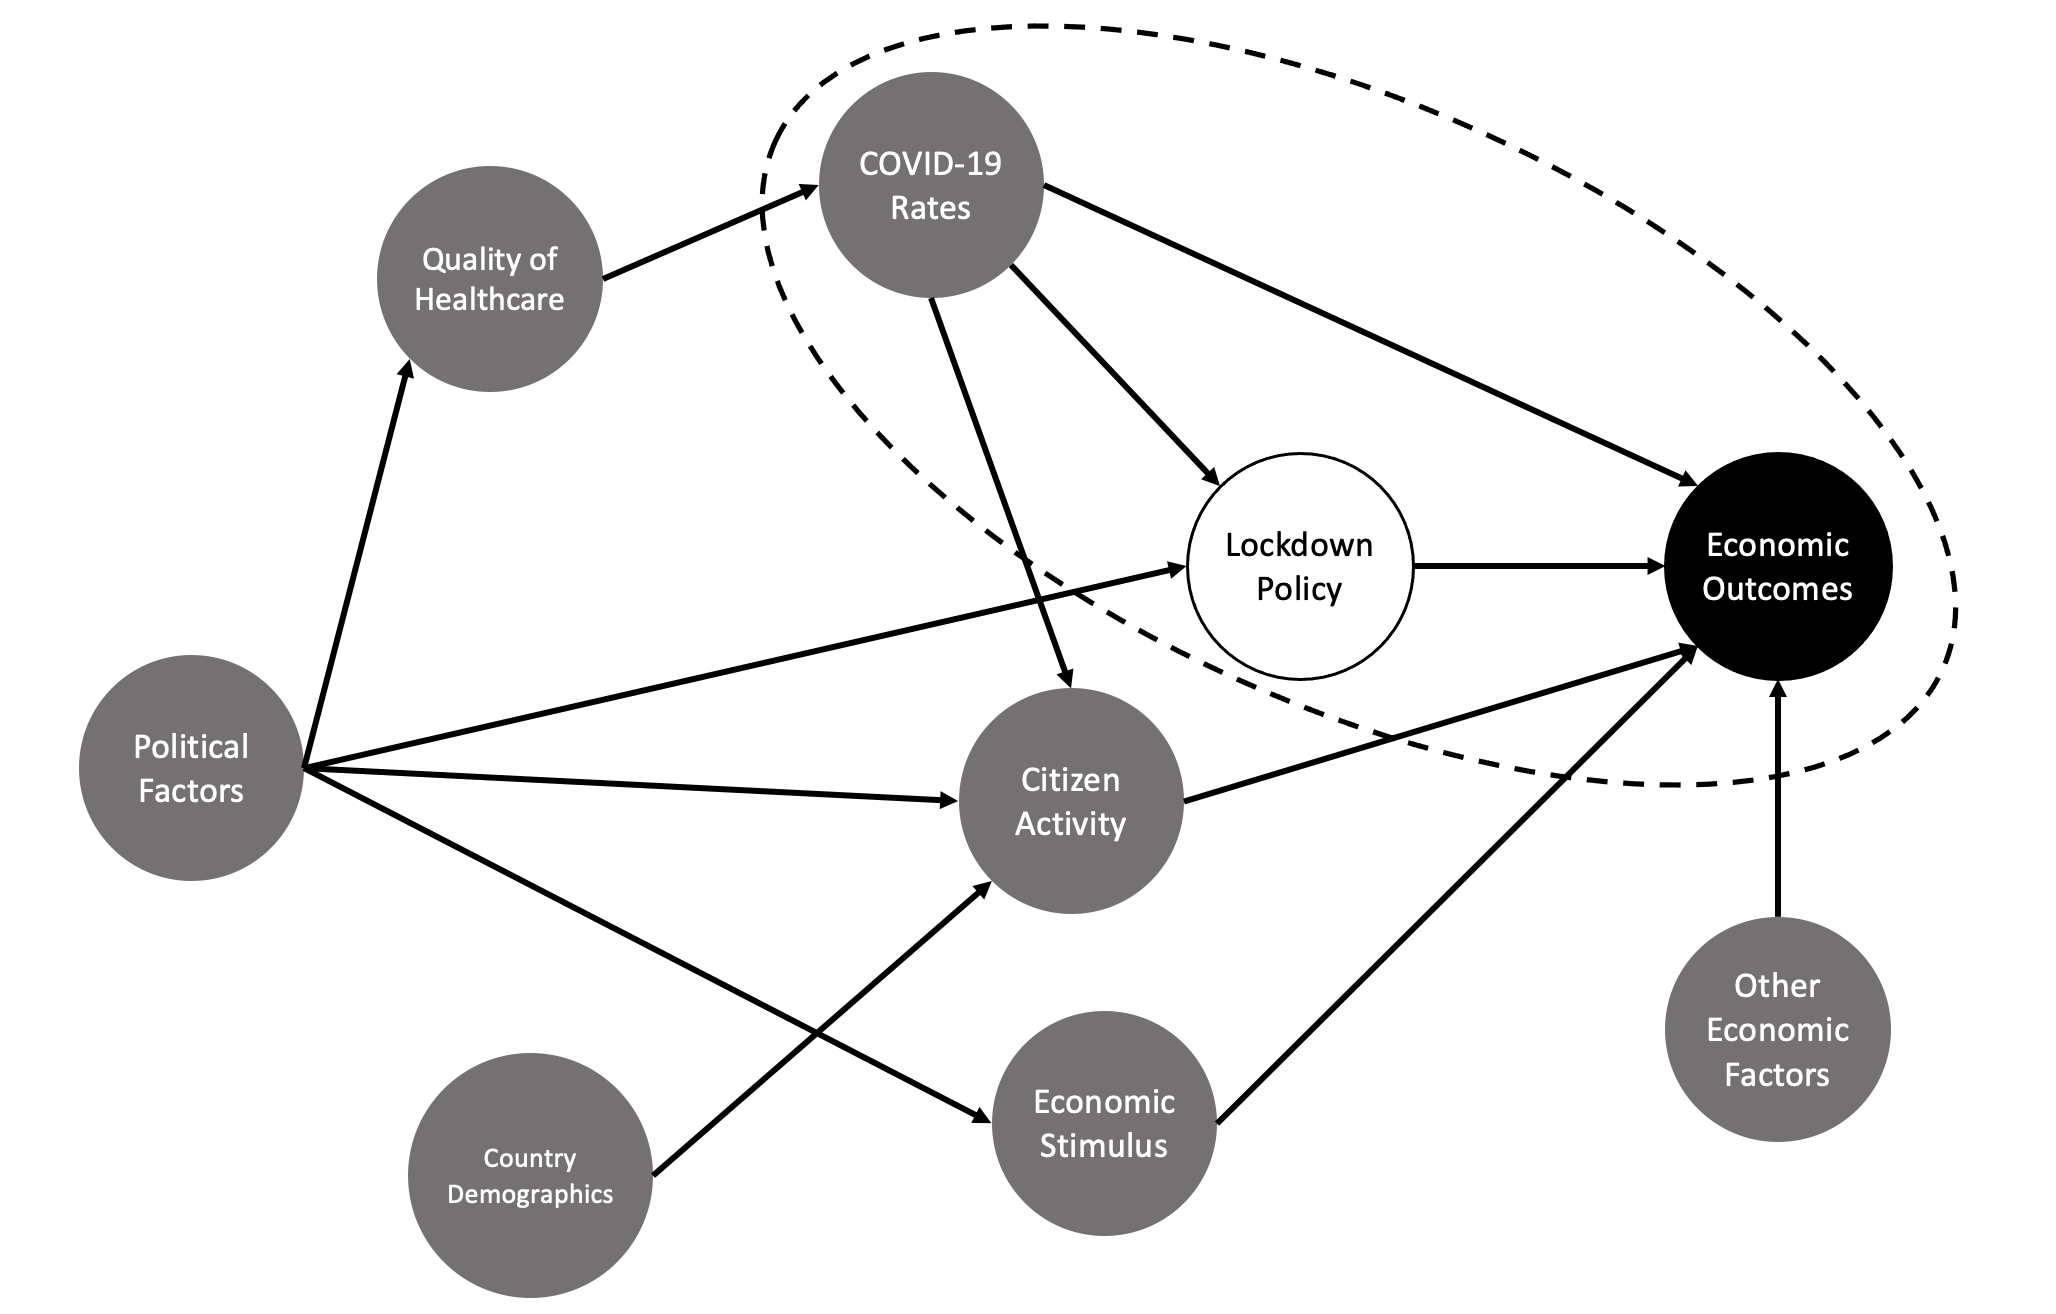 COVID-19
Rates
Quality of
Healthcare
Lockdown
Policy
Economic
Outcomes
Political
Factors
Citizen
Activity
Other
Economic
Factors
Economic
Stimulus
Country
Demographics